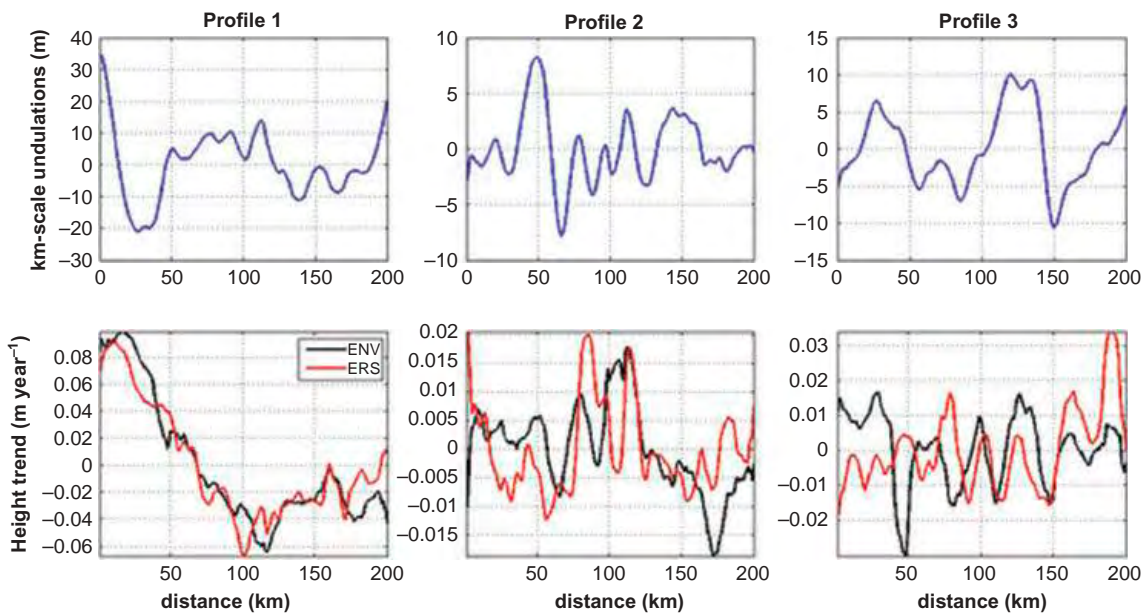 Profile 1
Profile 2
Profile 3
km-scale undulations (m)
40
30
20
10
0
–10
–20
–30
0 50 100 150 200
10
5
0
–5
–10
0 50 100 150 200
15
10
5
0
–5
–10
–15
0 50 100 150 200
Height trend (m year⁻¹)
0.08
0.06
0.04
0.02
0
–0.02
–0.04
–0.06
0 50 100 150 200
ENV
ERS
0.02
0.015
0.01
0.005
0
–0.005
–0.01
–0.015
0 50 100 150 200
0.03
0.02
0.01
0
–0.01
–0.02
50 100 150 200
distance (km)
distance (km)
distance (km)